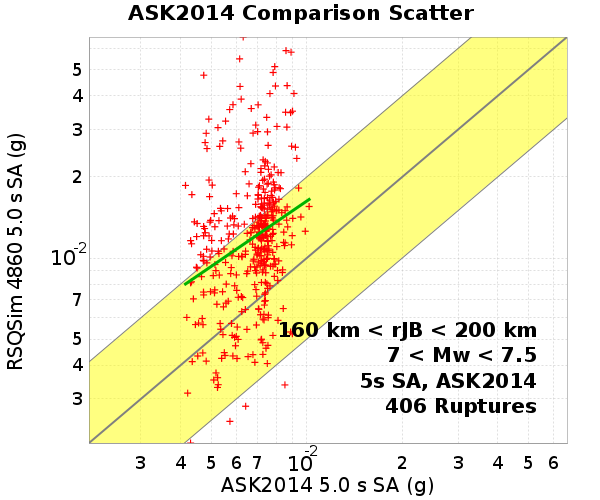 ASK2014 Comparison Scatter
RSQSim 4860 5.0 s SA (g)
5
4
3
2
10-2
7
5
4
3
160 km < rJB < 200 km
7 < Mw < 7.5
5s SA, ASK2014
406 Ruptures
3 4 5 6 7 10-2 2 3 4 5 6
ASK2014 5.0 s SA (g)